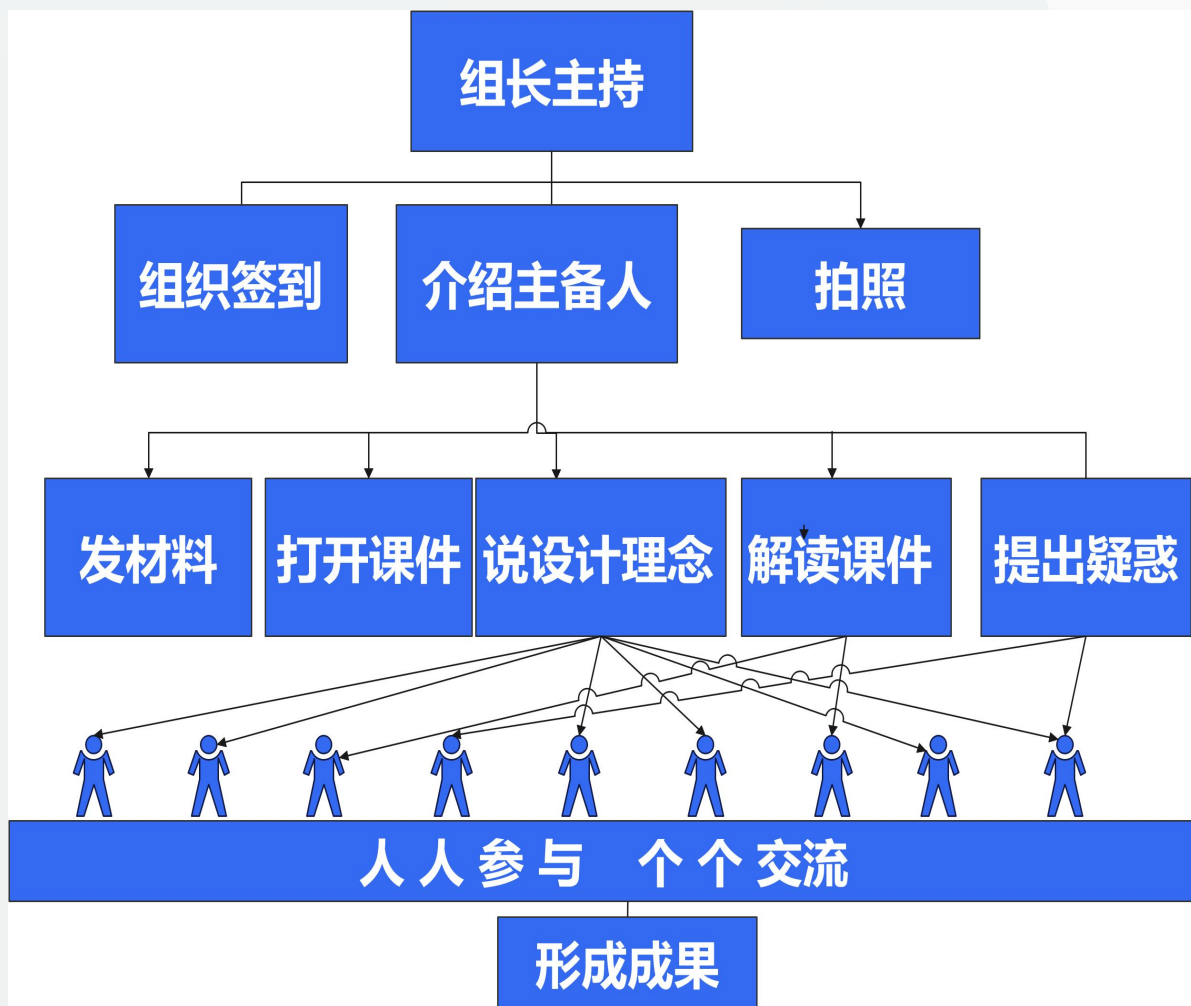 组长主持
组织签到
介绍主备人
拍照
发材料
打开课件
说设计理念
解读课件
提出疑惑
人人参与 个个交流
形成成果